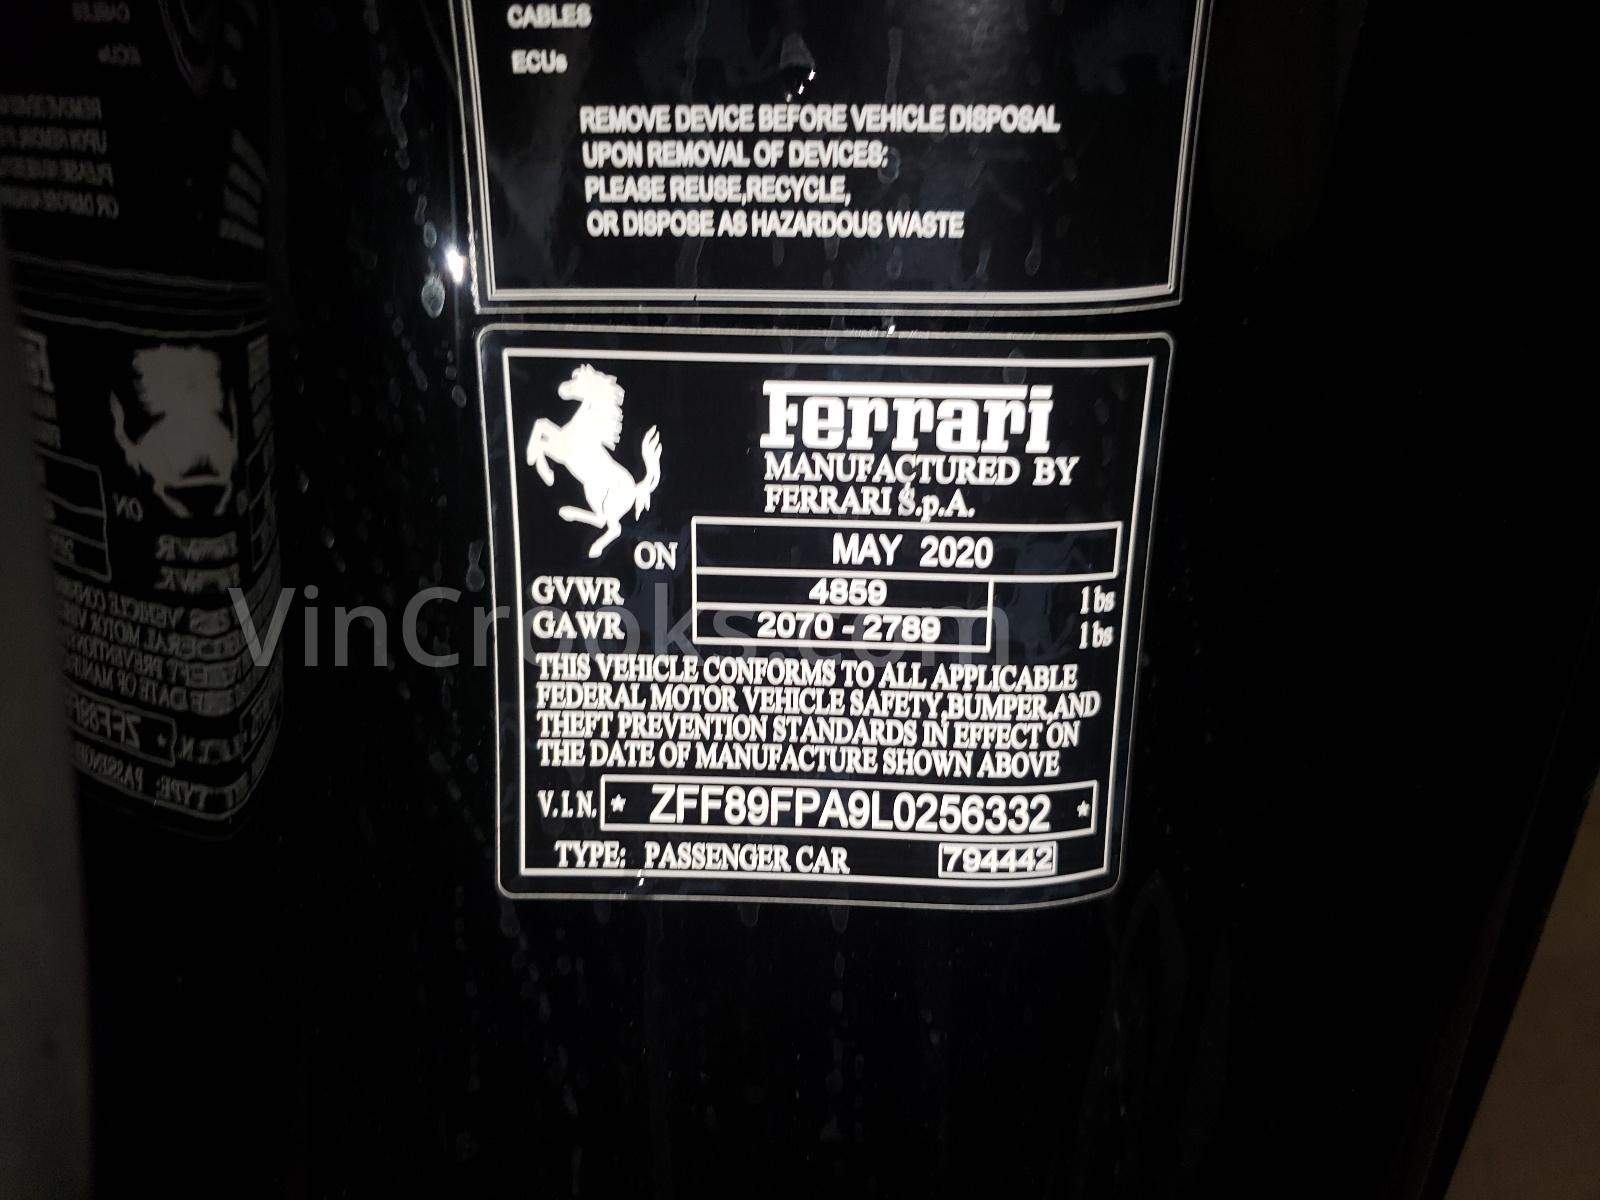 CABLES
ECUs
REMOVE DEVICE BEFORE VEHICLE DISPOSAL
UPON REMOVAL OF DEVICES:
PLEASE REUSE,RECYCLE,
OR DISPOSE AS HAZARDOUS WASTE
Ferrari
MANUFACTURED BY
FERRARI S.p.A.
ON MAY 2020
GVWR 4859 lbs
GAWR 2070 - 2789 lbs
VinCrooks.com
THIS VEHICLE CONFORMS TO ALL APPLICABLE
FEDERAL MOTOR VEHICLE SAFETY,BUMPER,AND
THEFT PREVENTION STANDARDS IN EFFECT ON
THE DATE OF MANUFACTURE SHOWN ABOVE
V.I.N. * ZFF89FPA9L0256332 *
TYPE: PASSENGER CAR 794442